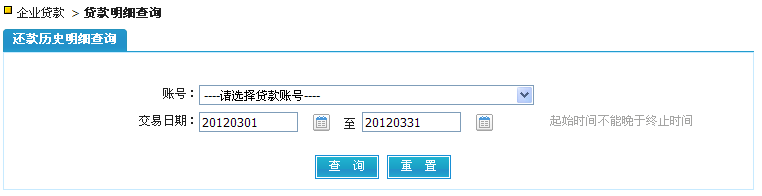 企业贷款 > 贷款明细查询
还款历史明细查询
账号： ----请选择贷款账号----
交易日期： 20120301 至 20120331 起始时间不能晚于终止时间
查 询 重 置